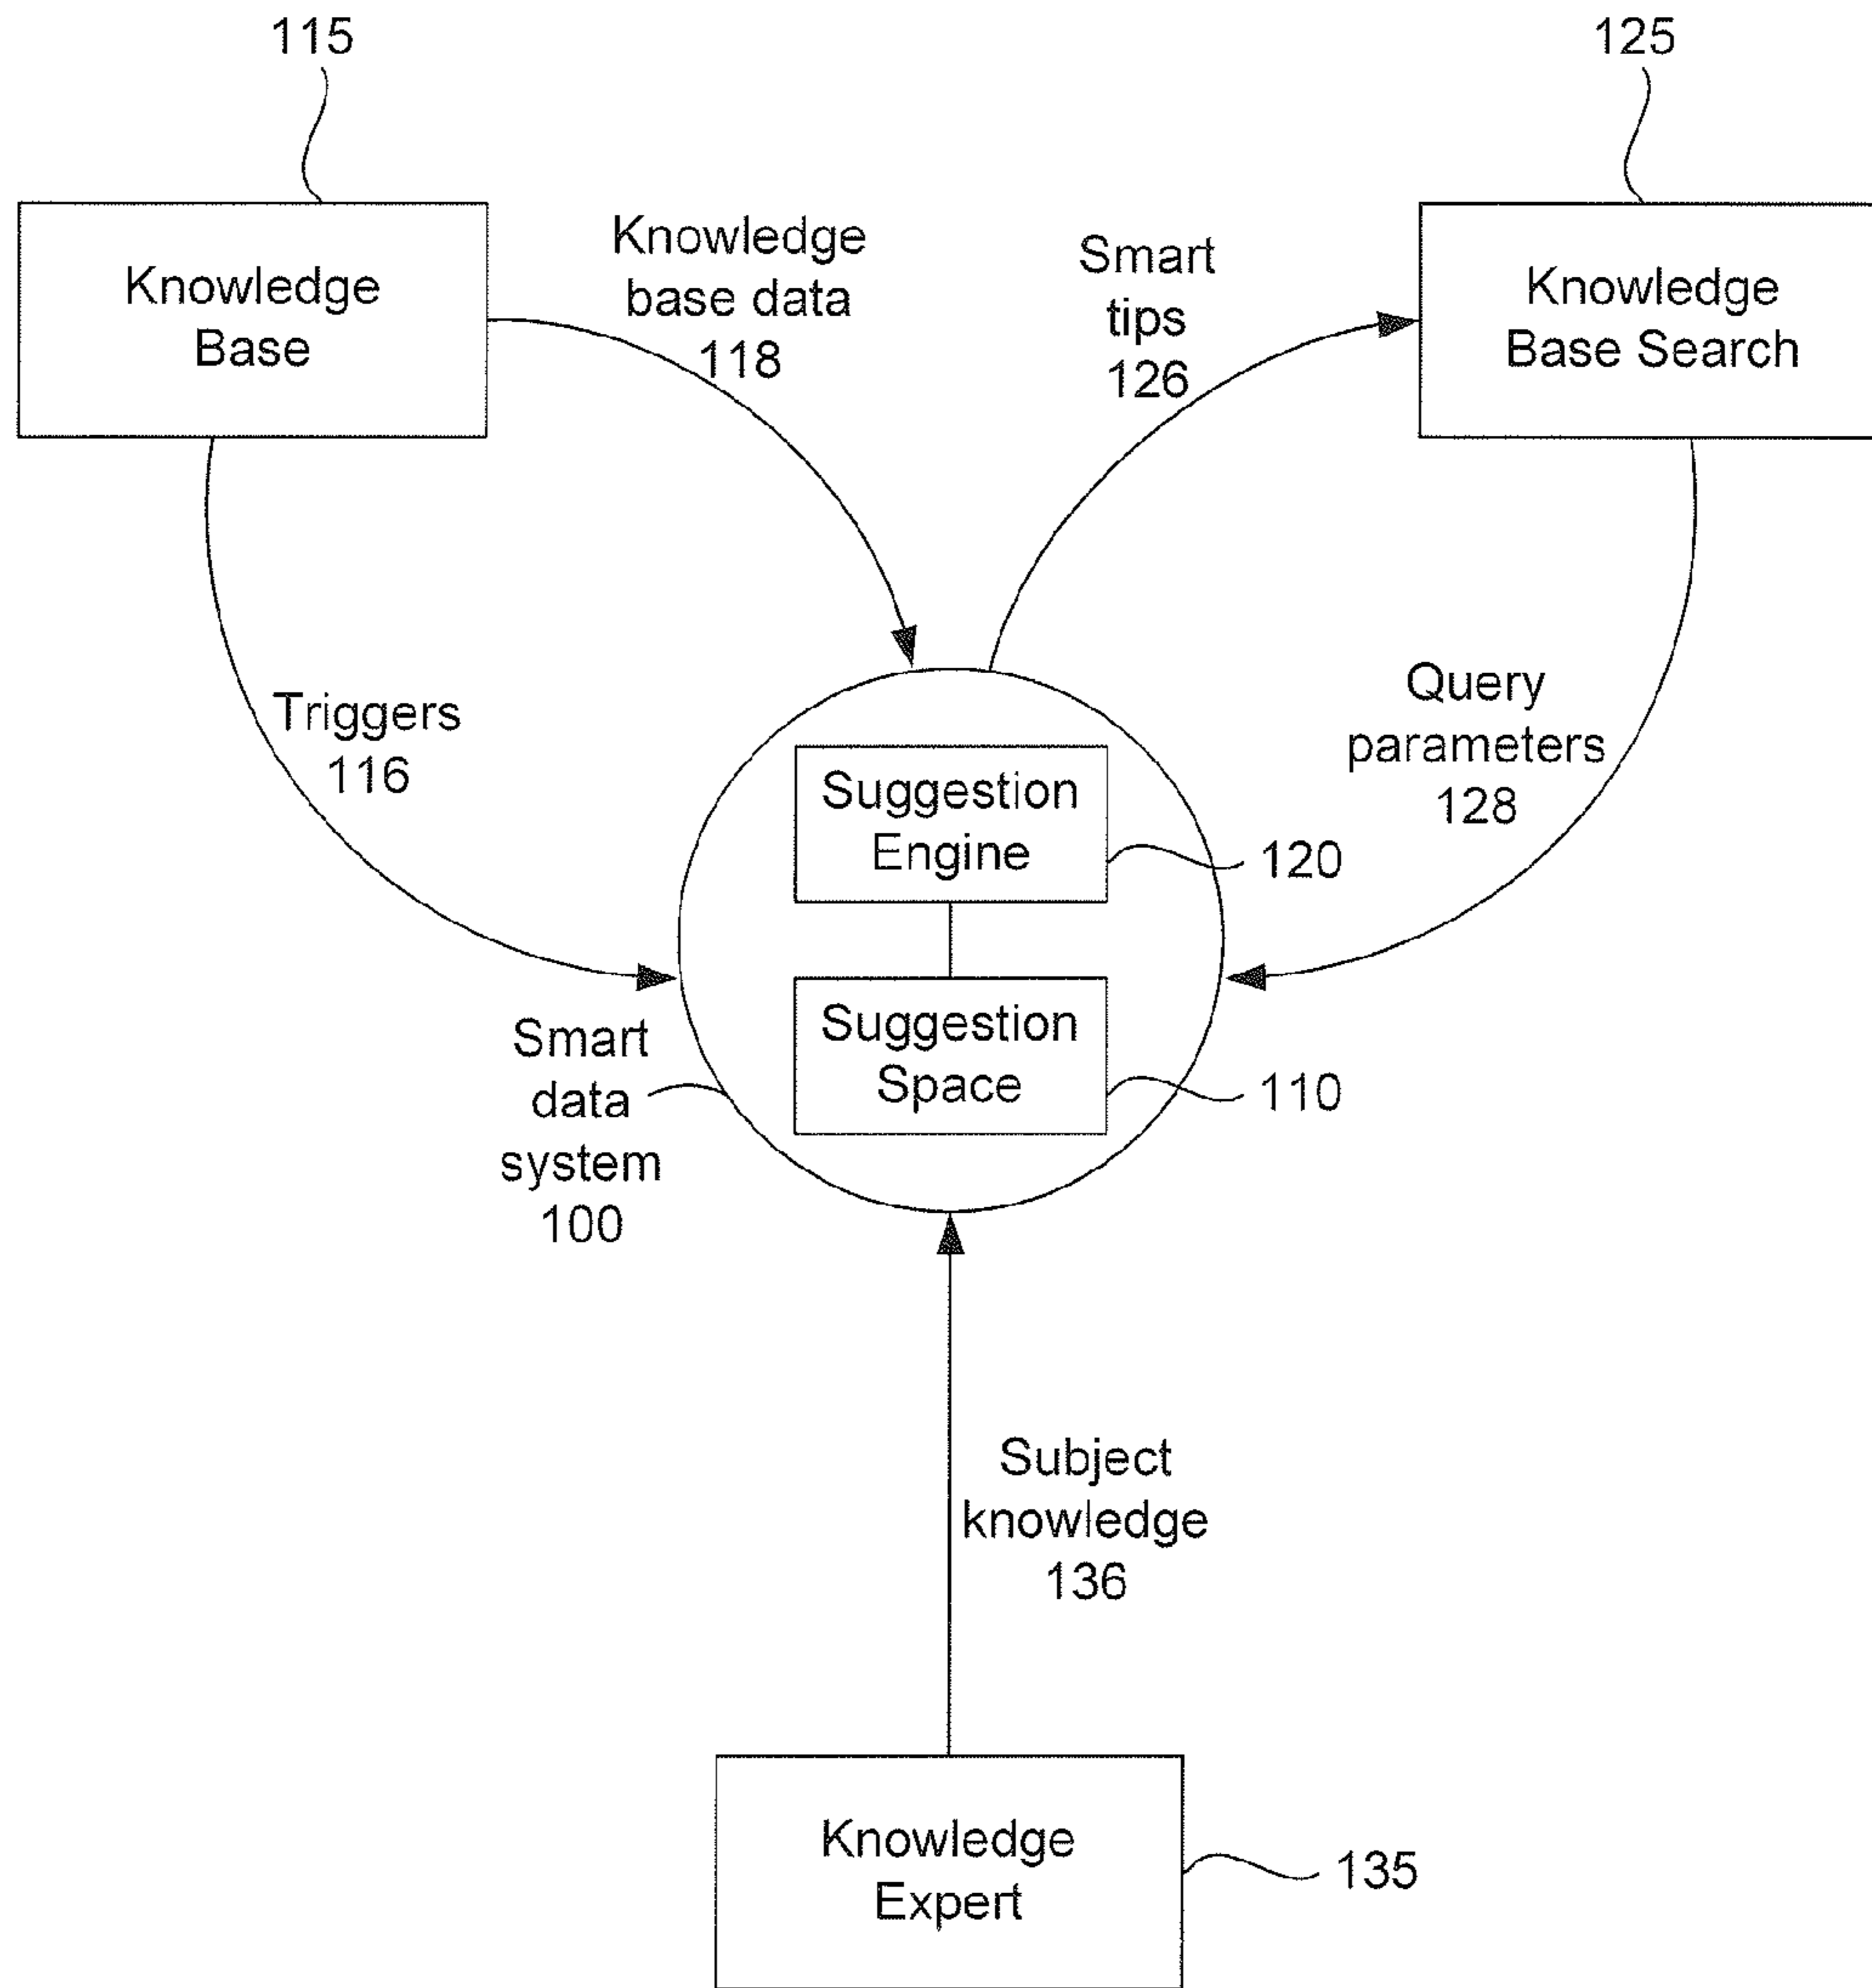 115
125
Knowledge
Base
Knowledge
base data
118
Smart
tips
126
Knowledge
Base Search
Triggers
116
Query
parameters
128
Suggestion
Engine
120
Suggestion
Space
110
Smart
data
system
100
Subject
knowledge
136
Knowledge
Expert
135